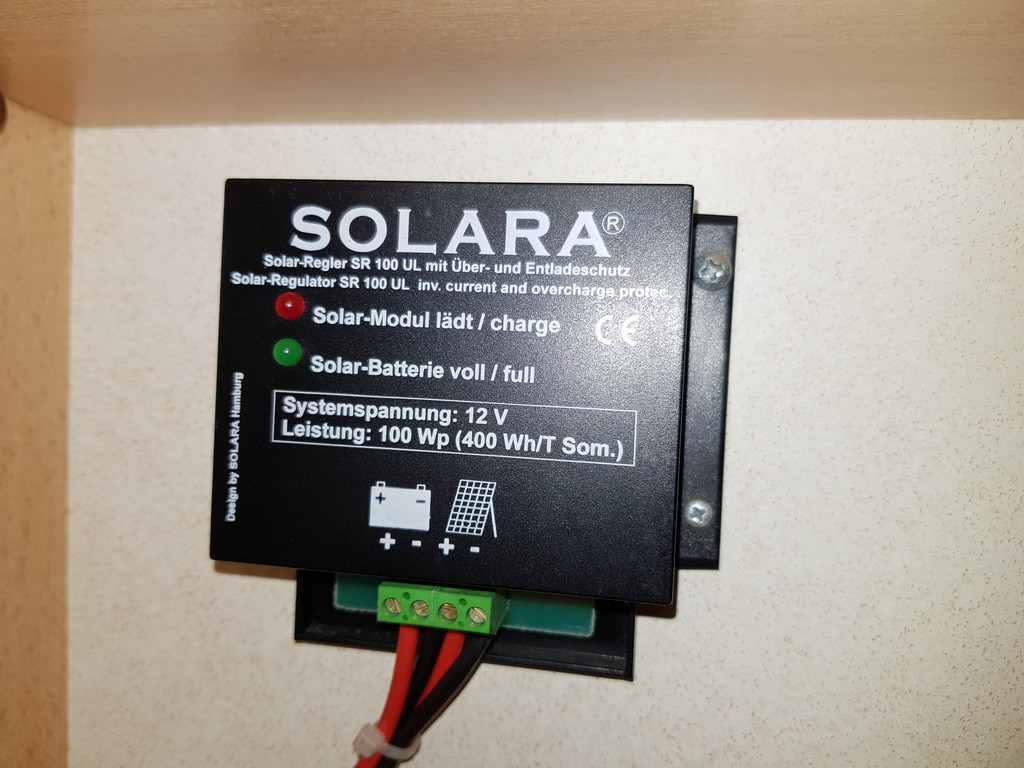 SOLARA®
Solar-Regler SR 100 UL mit Über- und Entladeschutz
Solar-Regulator SR 100 UL inv. current and overcharge protec.
Solar-Modul lädt / charge
CE
Solar-Batterie voll / full
Systemspannung: 12 V
Leistung: 100 Wp (400 Wh/T Som.)
Design by SOLARA Hamburg
+ -
+ - + -